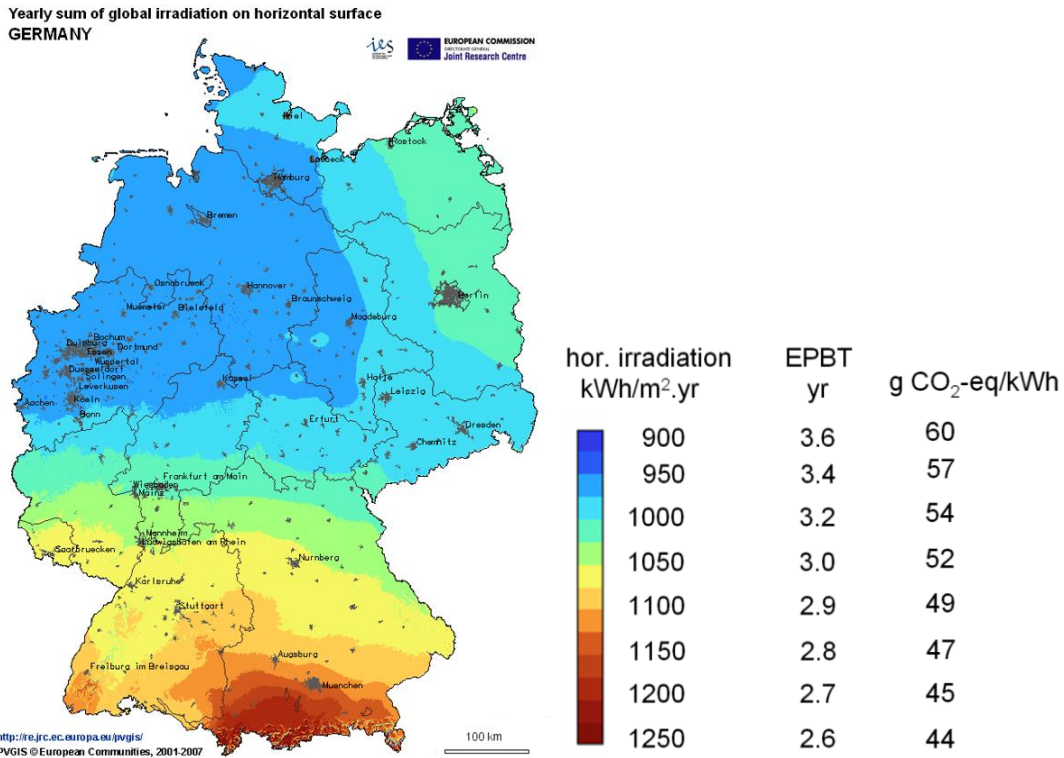 Yearly sum of global irradiation on horizontal surface
GERMANY
ies
EUROPEAN COMMISSION
DIRECTORATE GENERAL
Joint Research Centre
Kiel
Rostock
Luebeck
Hamburg
Bremen
Osnabrueck
Hannover
Berlin
Braunschweig
Muenster
Bielefeld
Magdeburg
Bochum
Duisburg
Dortmund
Essen
Wuppertal
Duesseldorf
Solingen
Leverkusen
Kassel
Halle
Leipzig
Koeln
Aachen
Bonn
Erfurt
Dresden
Chemnitz
Frankfurt am Main
Wiesbaden
Mainz
Mannheim
Ludwigshafen am Rhein
Saarbruecken
Nurnberg
Karlsruhe
Stuttgart
Augsburg
Freiburg im Breisgau
Muenchen
http://re.jrc.ec.europa.eu/pvgis/
PVGIS © European Communities, 2001-2007
100 km
hor. irradiation EPBT g CO₂-eq/kWh
kWh/m².yr yr
900 3.6 60
950 3.4 57
1000 3.2 54
1050 3.0 52
1100 2.9 49
1150 2.8 47
1200 2.7 45
1250 2.6 44